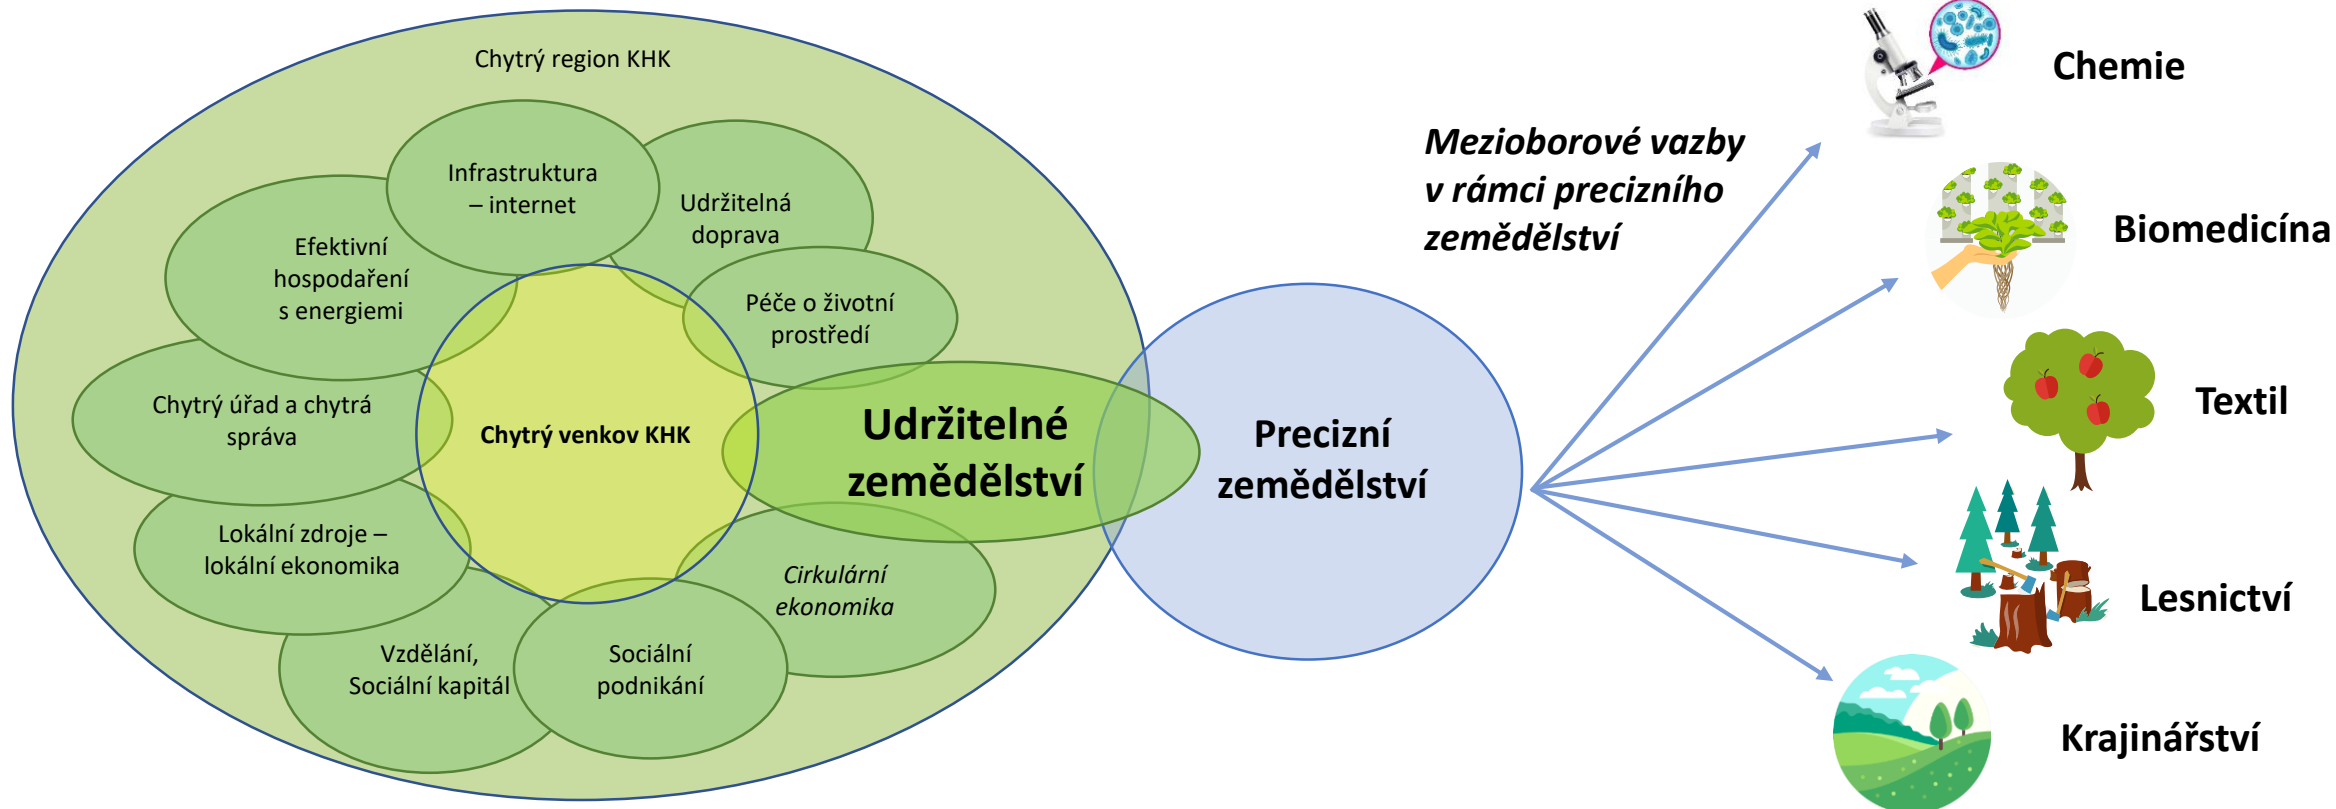 Chytrý region KHK
Infrastruktura
– internet
Udržitelná
doprava
Efektivní
hospodaření
s energiemi
Péče o životní
prostředí
Chytrý úřad a chytrá
správa
Chytrý venkov KHK
Udržitelné
zemědělství
Lokální zdroje –
lokální ekonomika
Cirkulární
ekonomika
Vzdělání,
Sociální kapitál
Sociální
podnikání
Precizní
zemědělství
Mezioborové vazby
v rámci precizního
zemědělství
Chemie
Biomedicína
Textil
Lesnictví
Krajinářství